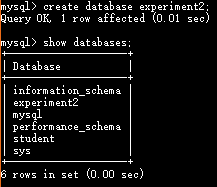 mysql> create database experiment2;
Query OK, 1 row affected (0.01 sec)
mysql> show databases;
+--------------------+
| Database           |
+--------------------+
| information_schema |
| experiment2        |
| mysql              |
| performance_schema |
| student            |
| sys                |
+--------------------+
6 rows in set (0.00 sec)